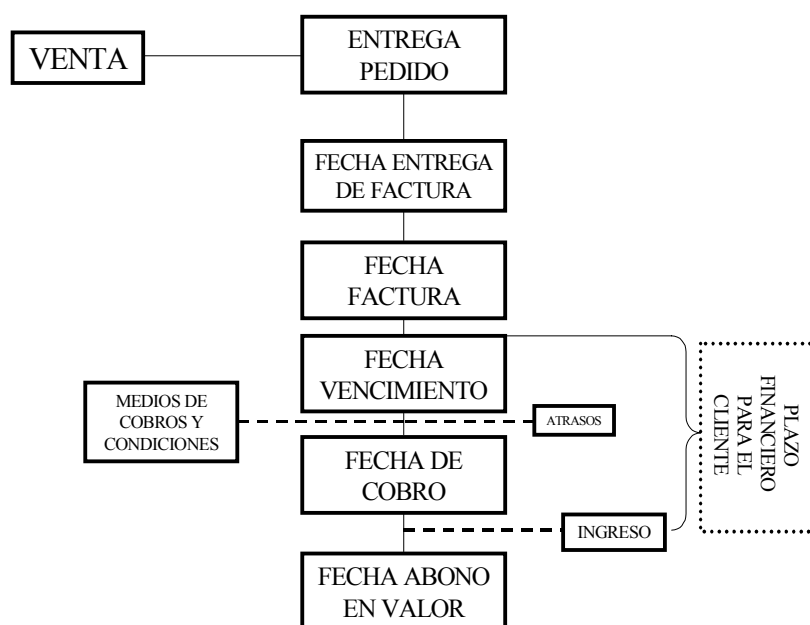 VENTA
ENTREGA
PEDIDO
FECHA ENTREGA
DE FACTURA
FECHA
FACTURA
FECHA
VENCIMIENTO
MEDIOS DE
COBROS Y
CONDICIONES
ATRASOS
PLAZO
FINANCIERO
PARA EL
CLIENTE
FECHA DE
COBRO
INGRESO
FECHA ABONO
EN VALOR